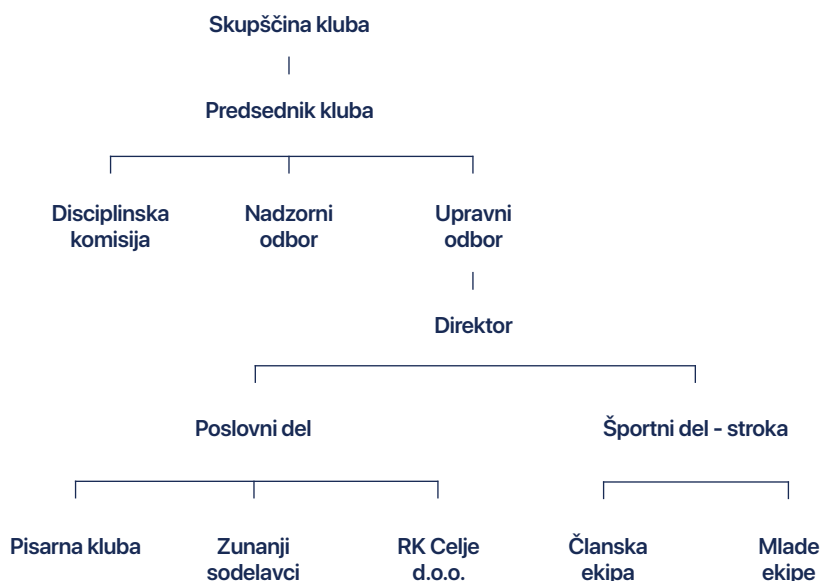 Skupščina kluba
Predsednik kluba
Disciplinska
komisija
Nadzorni
odbor
Upravni
odbor
Direktor
Poslovni del
Športni del - stroka
Pisarna kluba
Zunanji
sodelavci
RK Celje
d.o.o.
Članska
ekipa
Mlade
ekipe